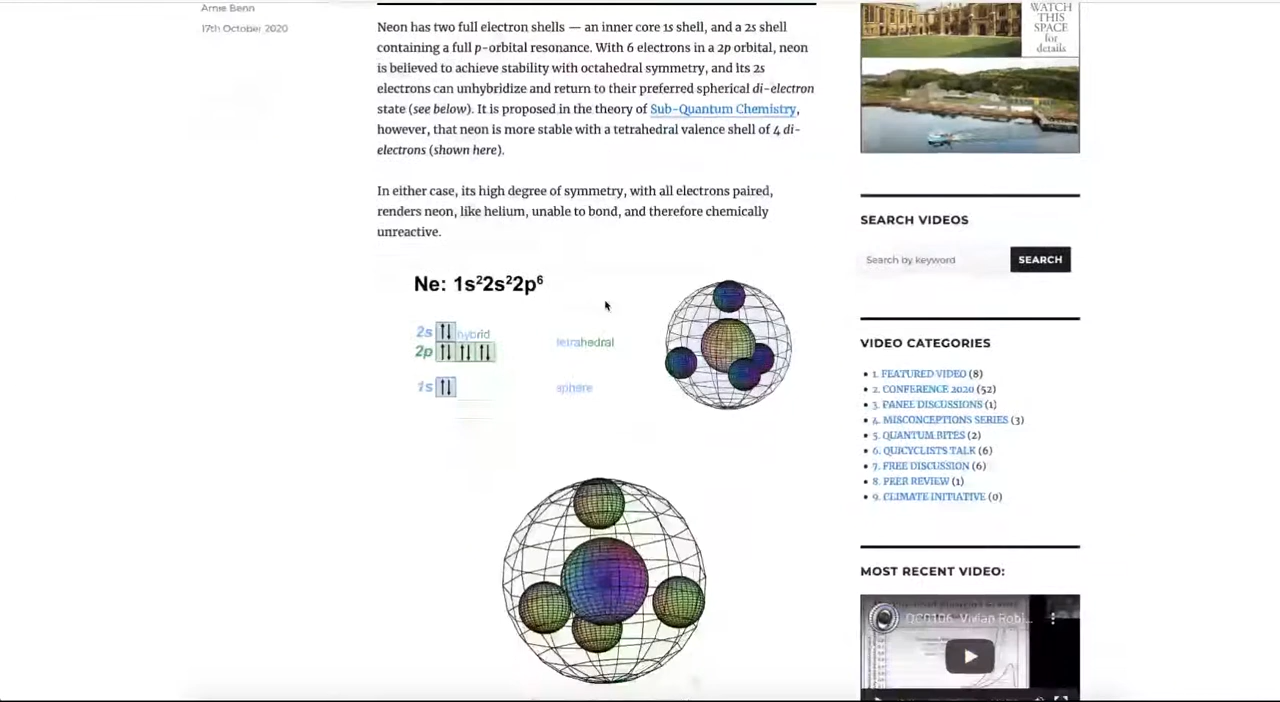 Arnie Benn
17th October 2020
Neon has two full electron shells — an inner core 1s shell, and a 2s shell
containing a full p-orbital resonance. With 6 electrons in a 2p orbital, neon
is believed to achieve stability with octahedral symmetry, and its 2s
electrons can unhybridize and return to their preferred spherical di-electron
state (see below). It is proposed in the theory of Sub-Quantum Chemistry,
however, that neon is more stable with a tetrahedral valence shell of 4 di-
electrons (shown here).
In either case, its high degree of symmetry, with all electrons paired,
renders neon, like helium, unable to bond, and therefore chemically
unreactive.
Ne: 1s²2s²2p⁶
2s hybrid
2p
tetrahedral
1s
sphere
WATCH
THIS
SPACE
for
details
SEARCH VIDEOS
Search by keyword
SEARCH
VIDEO CATEGORIES
1. FEATURED VIDEO (8)
2. CONFERENCE 2020 (52)
3. PANEL DISCUSSIONS (1)
4. MISCONCEPTIONS SERIES (3)
5. QUANTUM BITES (2)
6. QUICYCLISTS TALK (6)
7. FREE DISCUSSION (6)
8. PEER REVIEW (1)
9. CLIMATE INITIATIVE (0)
MOST RECENT VIDEO:
QC0106 Vivian Robi...